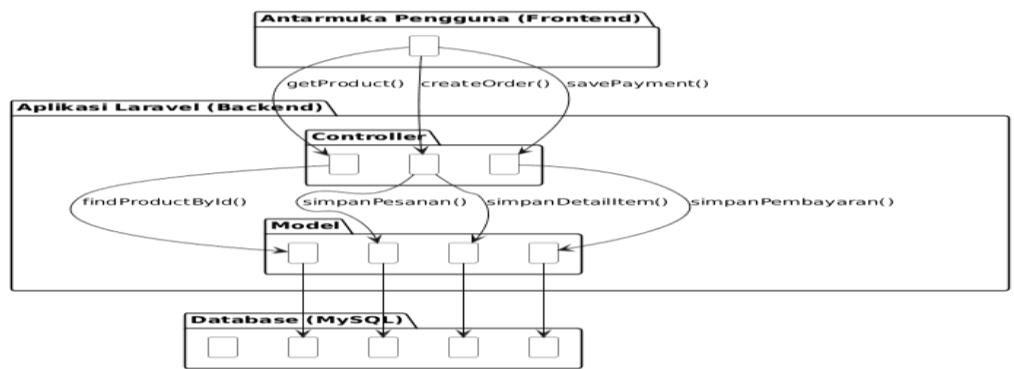 Antarmuka Pengguna (Frontend)
getProduct() createOrder() savePayment()
Aplikasi Laravel (Backend)
Controller
findProductById() simpanPesanan() simpanDetailItem() simpanPembayaran()
Model
Database (MySQL)